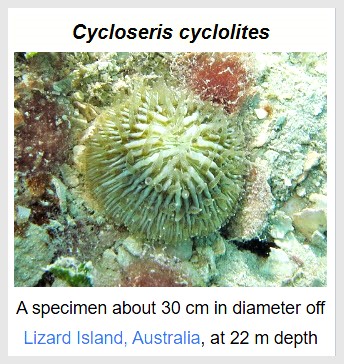 Cycloseris cyclolites
A specimen about 30 cm in diameter off
Lizard Island, Australia, at 22 m depth